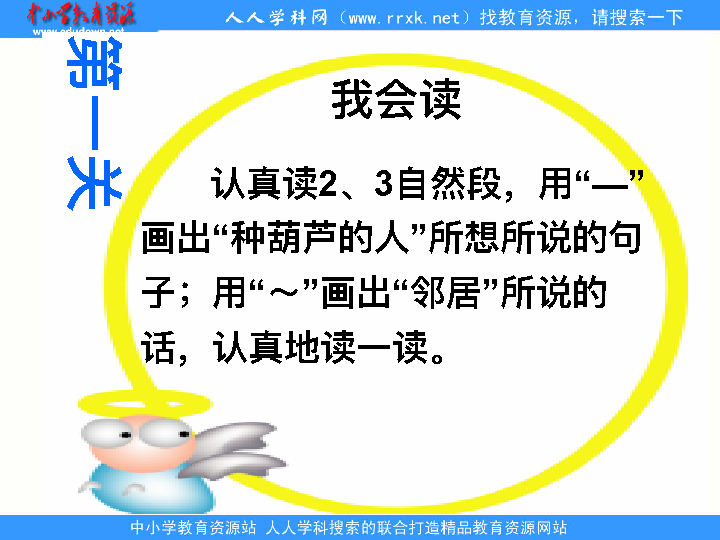 中小学教育资源
www.edudown.net
人人学科网（www.rrxk.net）找教育资源，请搜索一下
第一关
我会读
认真读2、3自然段，用“—”
画出“种葫芦的人”所想所说的句
子；用“～”画出“邻居”所说的
话，认真地读一读。
中小学教育资源站 人人学科搜索的联合打造精品教育资源网站